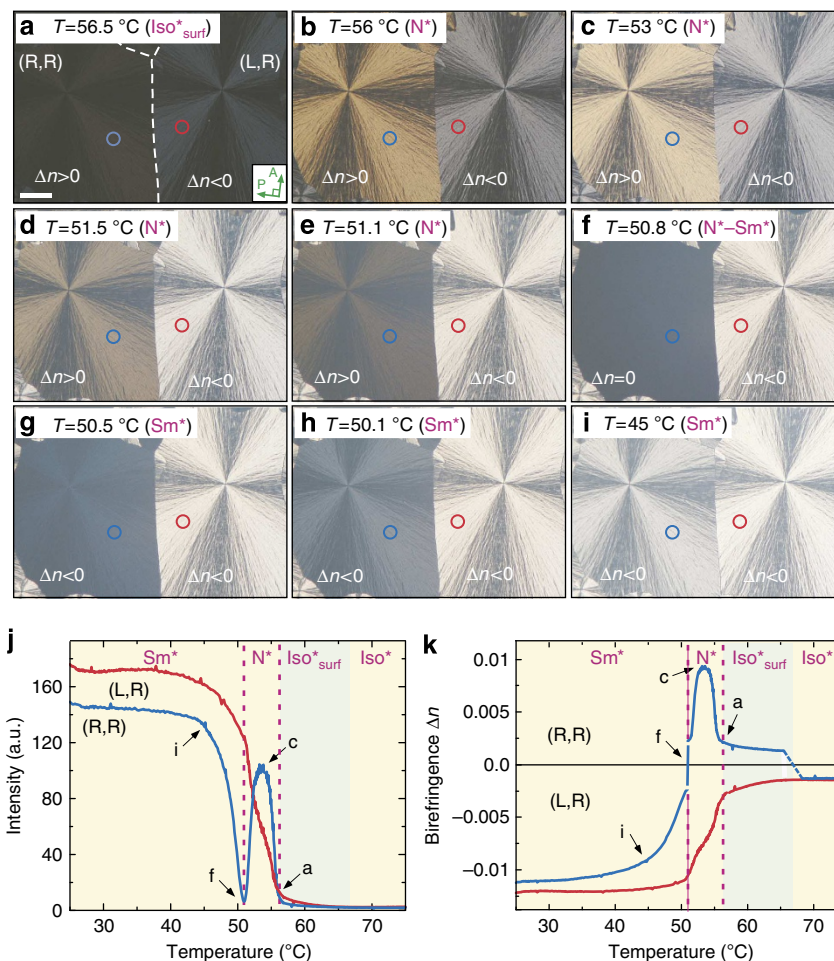 a T=56.5 °C (Iso*surf)
(R,R) (L,R)
Δn>0 Δn<0
P A
b T=56 °C (N*)
Δn>0 Δn<0
c T=53 °C (N*)
Δn>0 Δn<0
d T=51.5 °C (N*)
Δn>0 Δn<0
e T=51.1 °C (N*)
Δn>0 Δn<0
f T=50.8 °C (N*–Sm*)
Δn=0 Δn<0
g T=50.5 °C (Sm*)
Δn<0 Δn<0
h T=50.1 °C (Sm*)
Δn<0 Δn<0
i T=45 °C (Sm*)
Δn<0 Δn<0
j
Sm* N* Iso*surf Iso*
(L,R)
(R,R)
i
c
f
a
160
120
80
40
0
30 40 50 60 70
Intensity (a.u.)
Temperature (°C)
k
Sm* N* Iso*surf Iso*
c
a
(R,R)
f
(L,R)
i
0.01
0.005
0.0
−0.005
−0.01
30 40 50 60 70
Birefringence Δn
Temperature (°C)